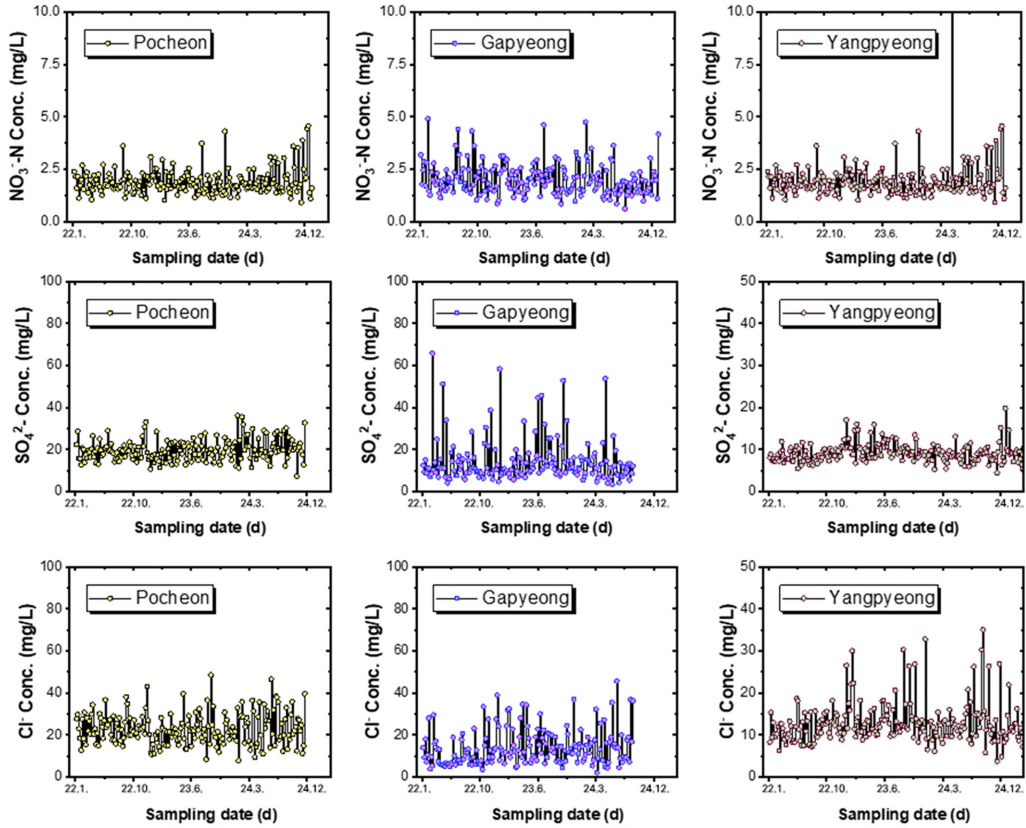 10.0 7.5 5.0 2.5 0.0
NO₃⁻-N Conc. (mg/L)
Pocheon
22.1. 22.10. 23.6. 24.3. 24.12.
Sampling date (d)
10.0 7.5 5.0 2.5 0.0
NO₃⁻-N Conc. (mg/L)
Gapyeong
22.1. 22.10. 23.6. 24.3. 24.12.
Sampling date (d)
10.0 7.5 5.0 2.5 0.0
NO₃⁻-N Conc. (mg/L)
Yangpyeong
22.1. 22.10. 23.6. 24.3. 24.12.
Sampling date (d)
100 80 60 40 20 0
SO₄²- Conc. (mg/L)
Pocheon
22.1. 22.10. 23.6. 24.3. 24.12.
Sampling date (d)
100 80 60 40 20 0
SO₄²- Conc. (mg/L)
Gapyeong
22.1. 22.10. 23.6. 24.3. 24.12.
Sampling date (d)
50 40 30 20 10 0
SO₄²- Conc. (mg/L)
Yangpyeong
22.1. 22.10. 23.6. 24.3. 24.12.
Sampling date (d)
100 80 60 40 20 0
Cl⁻ Conc. (mg/L)
Pocheon
22.1. 22.10. 23.6. 24.3. 24.12.
Sampling date (d)
100 80 60 40 20 0
Cl⁻ Conc. (mg/L)
Gapyeong
22.1. 22.10. 23.6. 24.3. 24.12.
Sampling date (d)
50 40 30 20 10 0
Cl⁻ Conc. (mg/L)
Yangpyeong
22.1. 22.10. 23.6. 24.3. 24.12.
Sampling date (d)